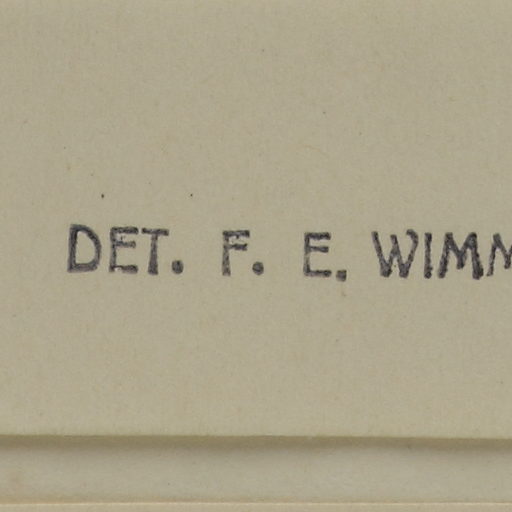 DET. F. E. WIMM